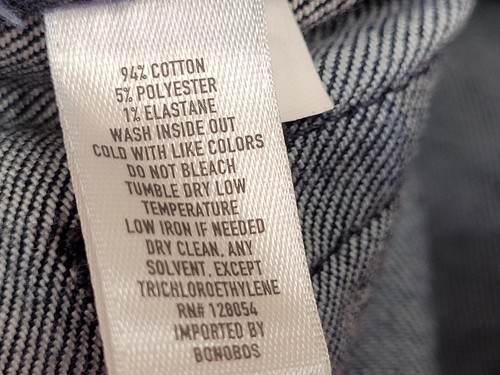 94% COTTON
5% POLYESTER
1% ELASTANE
WASH INSIDE OUT
COLD WITH LIKE COLORS
DO NOT BLEACH
TUMBLE DRY LOW
TEMPERATURE
LOW IRON IF NEEDED
DRY CLEAN, ANY
SOLVENT, EXCEPT
TRICHLOROETHYLENE
RN# 128054
IMPORTED BY
BONOBOS